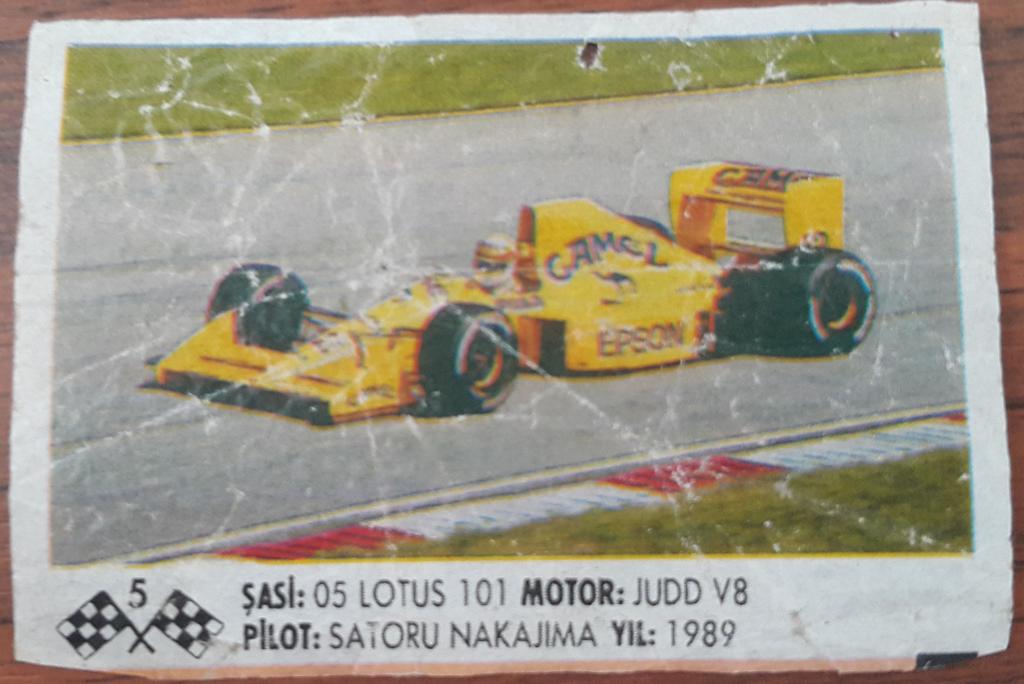 CAMEL
CAMEL
EPSON
5
ŞASİ: 05 LOTUS 101 MOTOR: JUDD V8
PİLOT: SATORU NAKAJIMA YIL: 1989